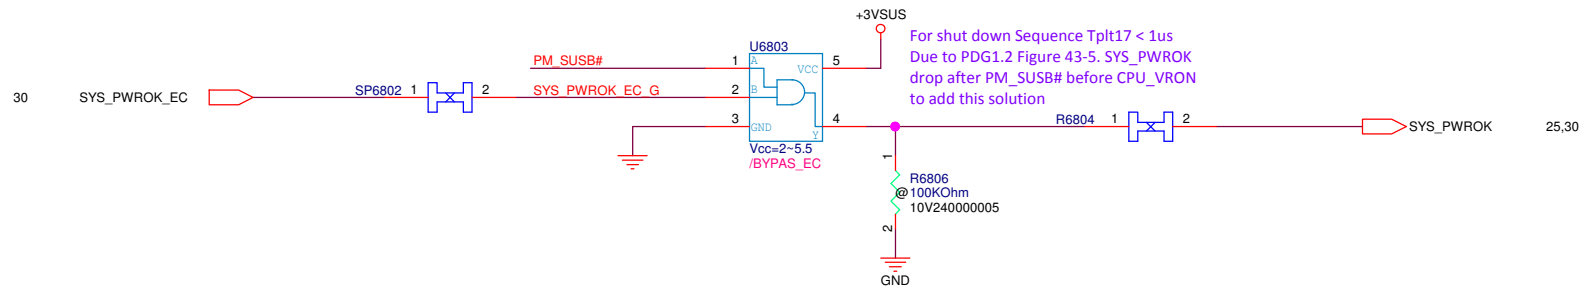 +3VSUS
For shut down Sequence Tplt17 < 1us
Due to PDG1.2 Figure 43-5. SYS_PWROK
drop after PM_SUSB# before CPU_VRON
to add this solution
U6803
PM_SUSB# 1 A VCC 5
30 SYS_PWROK_EC SP6802 1 2 SYS_PWROK_EC_G 2 B
3 GND Y 4
R6804 1 2 SYS_PWROK 25,30
Vcc=2~5.5
/BYPAS_EC
1
R6806
@100KOhm
10V240000005
2
GND